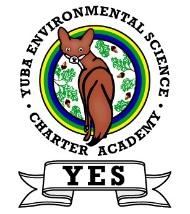 · YUBA ENVIRONMENTAL SCIENCE ·
CHARTER ACADEMY
YES